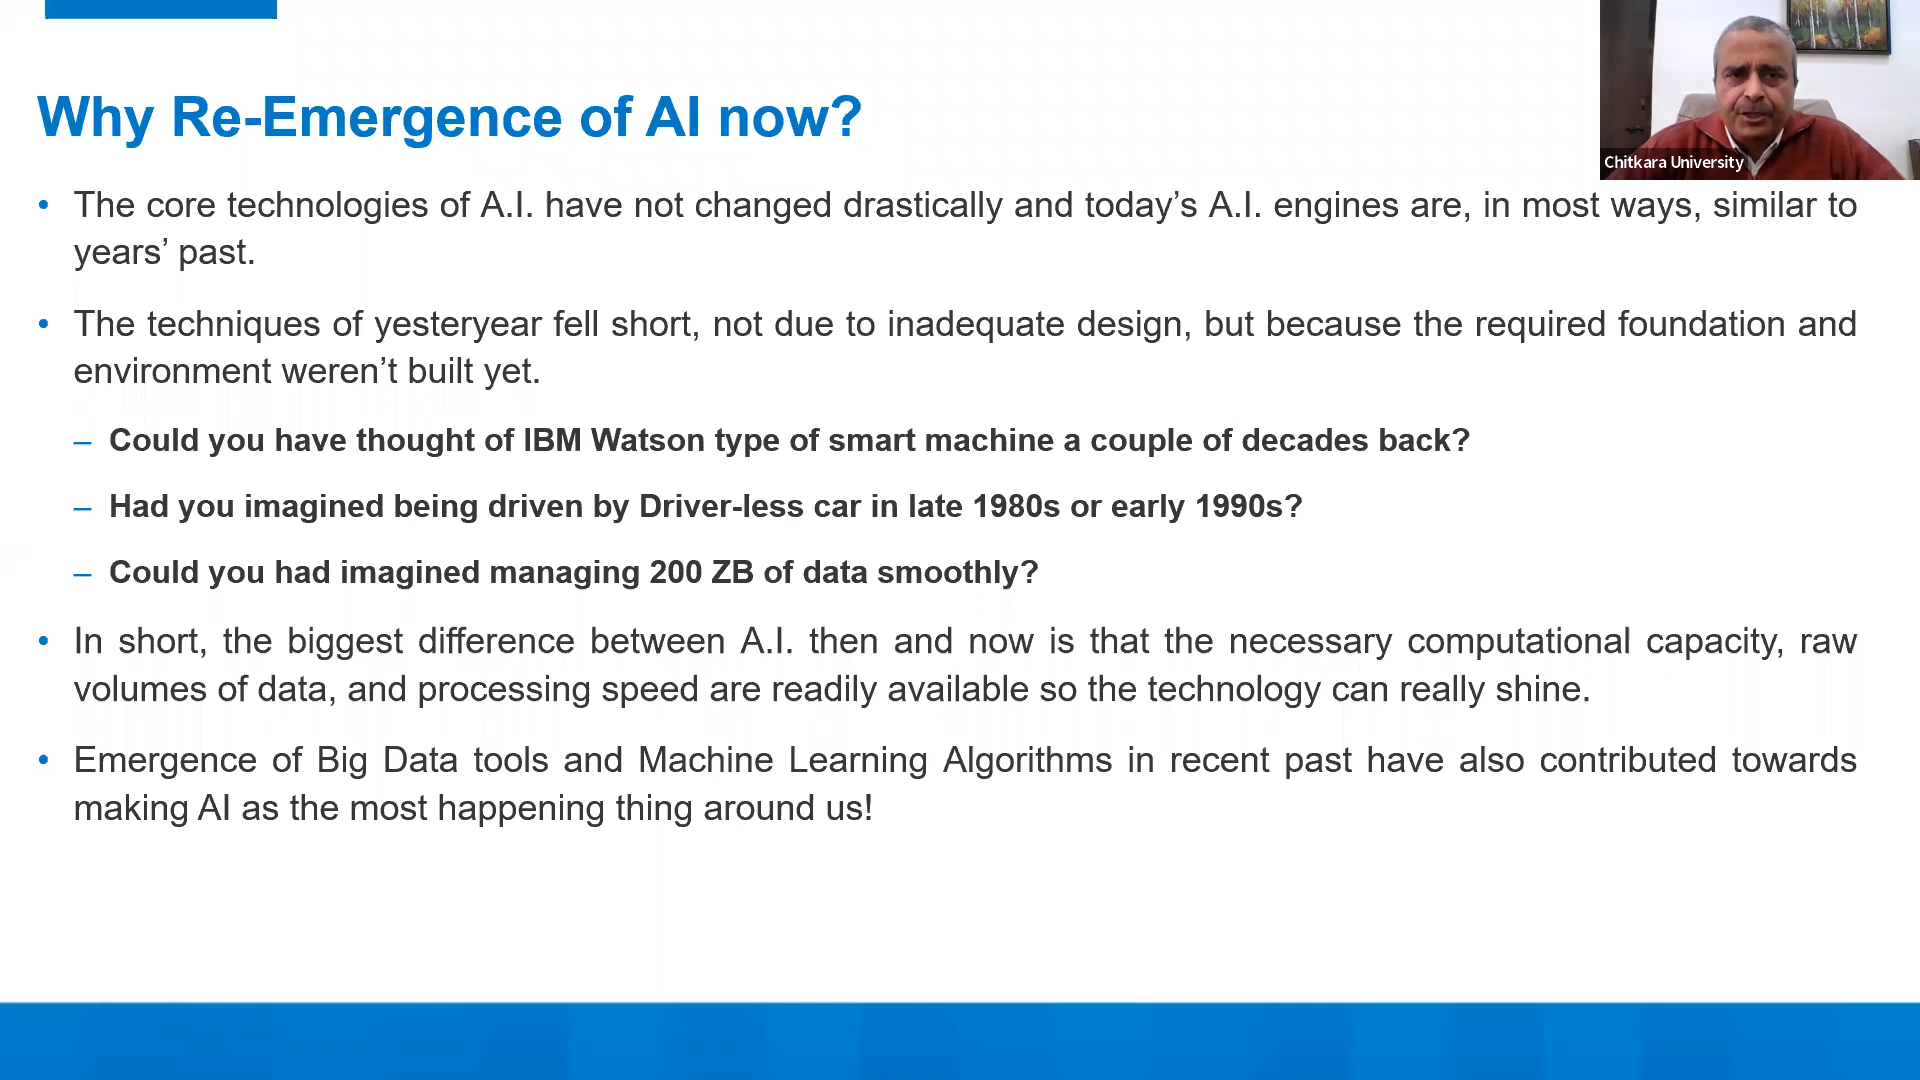 Why Re-Emergence of AI now?
Chitkara University
• The core technologies of A.I. have not changed drastically and today’s A.I. engines are, in most ways, similar to
years’ past.
• The techniques of yesteryear fell short, not due to inadequate design, but because the required foundation and
environment weren’t built yet.
– Could you have thought of IBM Watson type of smart machine a couple of decades back?
– Had you imagined being driven by Driver-less car in late 1980s or early 1990s?
– Could you had imagined managing 200 ZB of data smoothly?
• In short, the biggest difference between A.I. then and now is that the necessary computational capacity, raw
volumes of data, and processing speed are readily available so the technology can really shine.
• Emergence of Big Data tools and Machine Learning Algorithms in recent past have also contributed towards
making AI as the most happening thing around us!